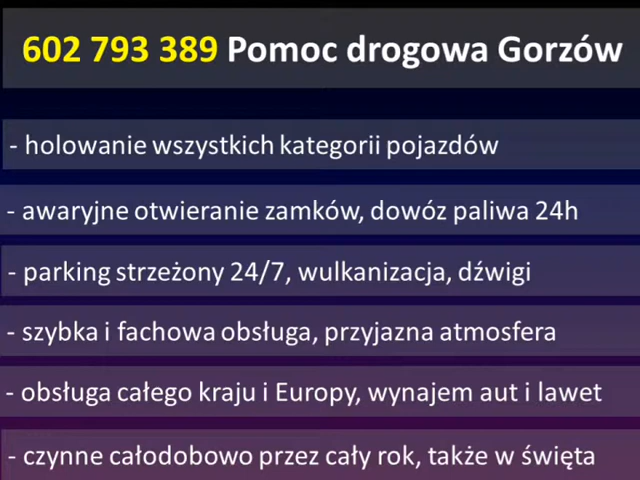 602 793 389 Pomoc drogowa Gorzów
- holowanie wszystkich kategorii pojazdów
- awaryjne otwieranie zamków, dowóz paliwa 24h
- parking strzeżony 24/7, wulkanizacja, dźwigi
- szybka i fachowa obsługa, przyjazna atmosfera
- obsługa całego kraju i Europy, wynajem aut i lawet
- czynne całodobowo przez cały rok, także w święta